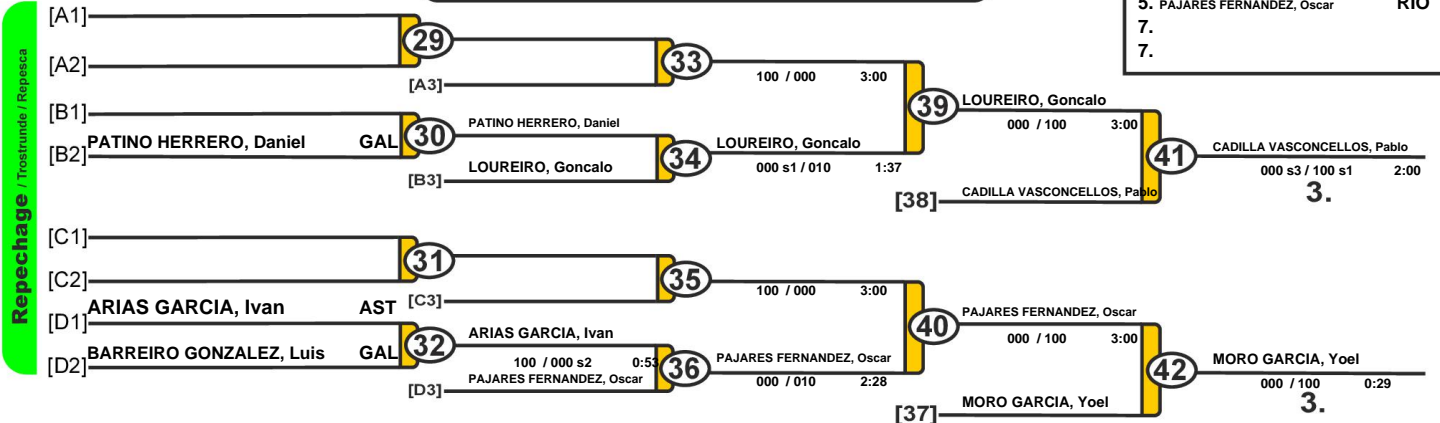 5. PAJARES FERNANDEZ, Oscar RIO
7.
7.
Repechage / Trostrunde / Repesca
[A1]
29
[A2]
[A3]
33
100 / 000 3:00
[B1]
PATINO HERRERO, Daniel GAL
[B2]
30
PATINO HERRERO, Daniel
LOUREIRO, Goncalo
[B3]
34
LOUREIRO, Goncalo
000 s1 / 010 1:37
39
LOUREIRO, Goncalo
000 / 100 3:00
[38]
CADILLA VASCONCELLOS, Pablo
41
CADILLA VASCONCELLOS, Pablo
000 s3 / 100 s1 2:00
3.
[C1]
31
[C2]
[C3]
35
100 / 000 3:00
ARIAS GARCIA, Ivan AST
[D1]
BARREIRO GONZALEZ, Luis GAL
[D2]
32
ARIAS GARCIA, Ivan
100 / 000 s2 0:53
PAJARES FERNANDEZ, Oscar
[D3]
36
PAJARES FERNANDEZ, Oscar
000 / 010 2:28
40
PAJARES FERNANDEZ, Oscar
000 / 100 3:00
[37]
MORO GARCIA, Yoel
42
MORO GARCIA, Yoel
000 / 100 0:29
3.